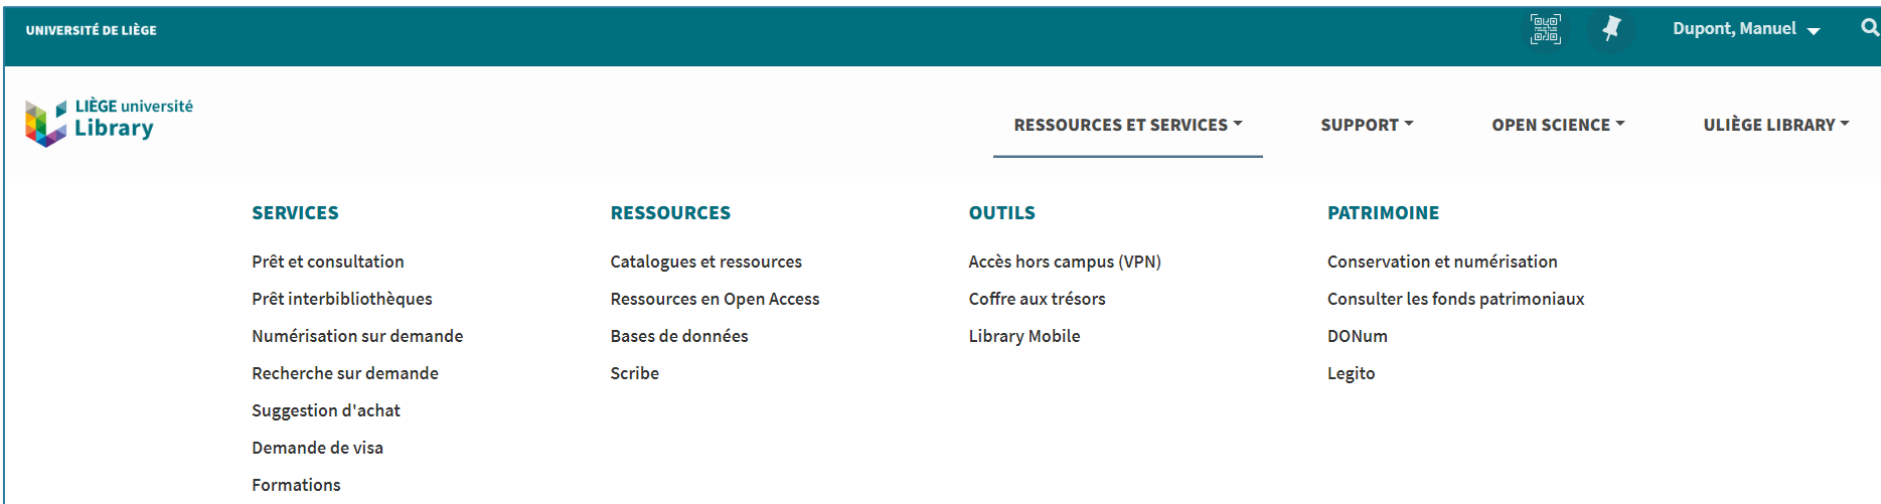 UNIVERSITÉ DE LIÈGE
Dupont, Manuel
LIÈGE université
Library
RESSOURCES ET SERVICES
SUPPORT
OPEN SCIENCE
ULIÈGE LIBRARY
SERVICES
Prêt et consultation
Prêt interbibliothèques
Numérisation sur demande
Recherche sur demande
Suggestion d'achat
Demande de visa
Formations
RESSOURCES
Catalogues et ressources
Ressources en Open Access
Bases de données
Scribe
OUTILS
Accès hors campus (VPN)
Coffre aux trésors
Library Mobile
PATRIMOINE
Conservation et numérisation
Consulter les fonds patrimoniaux
DONum
Legito